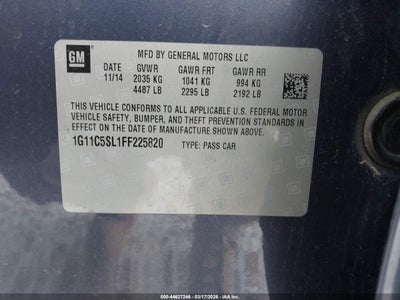 GM
MFD BY GENERAL MOTORS LLC
DATE GVWR GAWR FRT GAWR RR
11/14 2035 KG 1041 KG 994 KG
4487 LB 2295 LB 2192 LB
THIS VEHICLE CONFORMS TO ALL APPLICABLE U.S. FEDERAL MOTOR
VEHICLE SAFETY, BUMPER, AND THEFT PREVENTION STANDARDS
IN EFFECT ON THE DATE OF MANUFACTURE SHOWN ABOVE.
1G11C5SL1FF225820 TYPE: PASS CAR
000-44627246 - 03/17/2026 - IAA